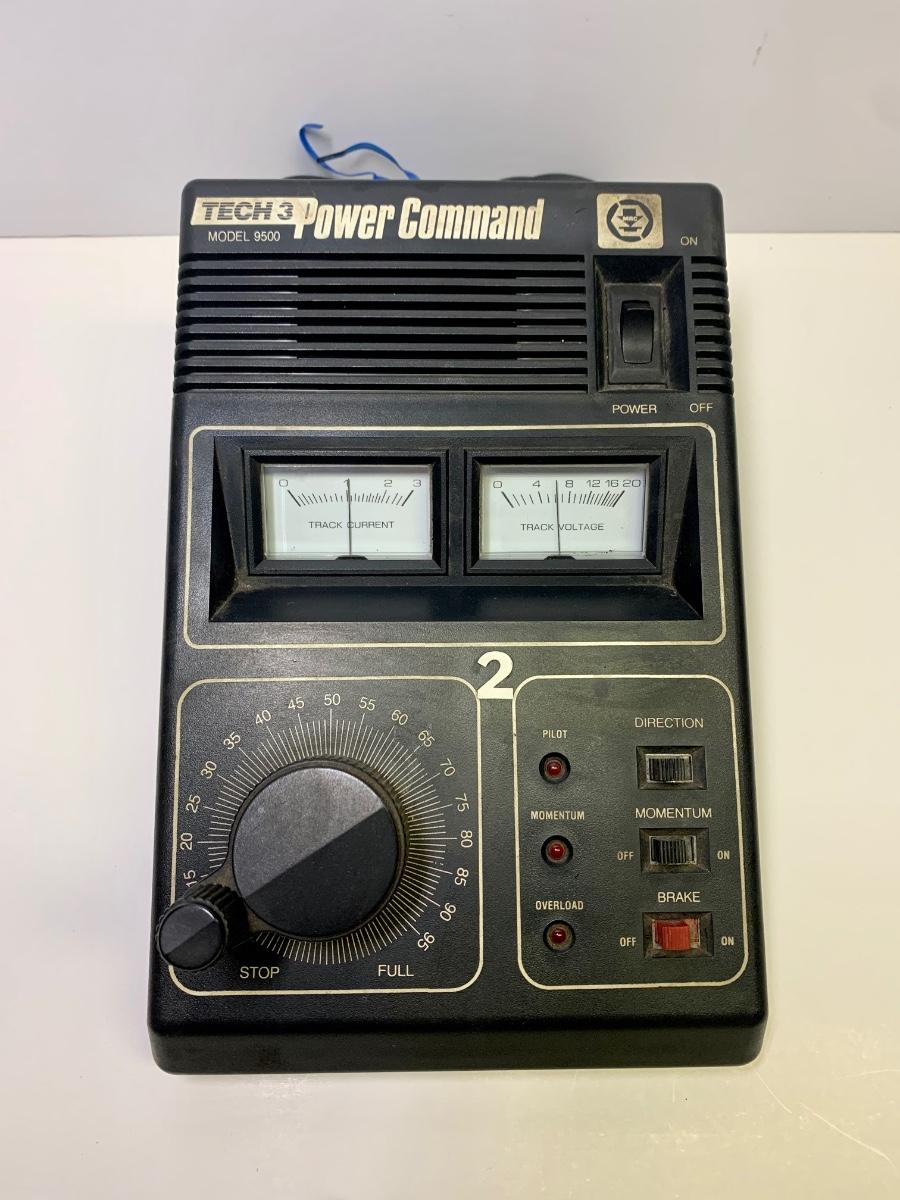 TECH 3 Power Command
MRC
MODEL 9500
ON
POWER OFF
0 1 2 3
TRACK CURRENT
0 4 8 12 16 20
TRACK VOLTAGE
2
15 20 25 30 35 40 45 50 55 60 65 70 75 80 85 90 95
STOP FULL
PILOT
DIRECTION
MOMENTUM
MOMENTUM
OFF ON
OVERLOAD
BRAKE
OFF ON